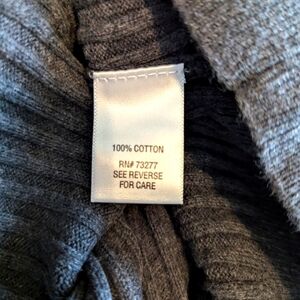 100% COTTON
RN# 73277
SEE REVERSE
FOR CARE